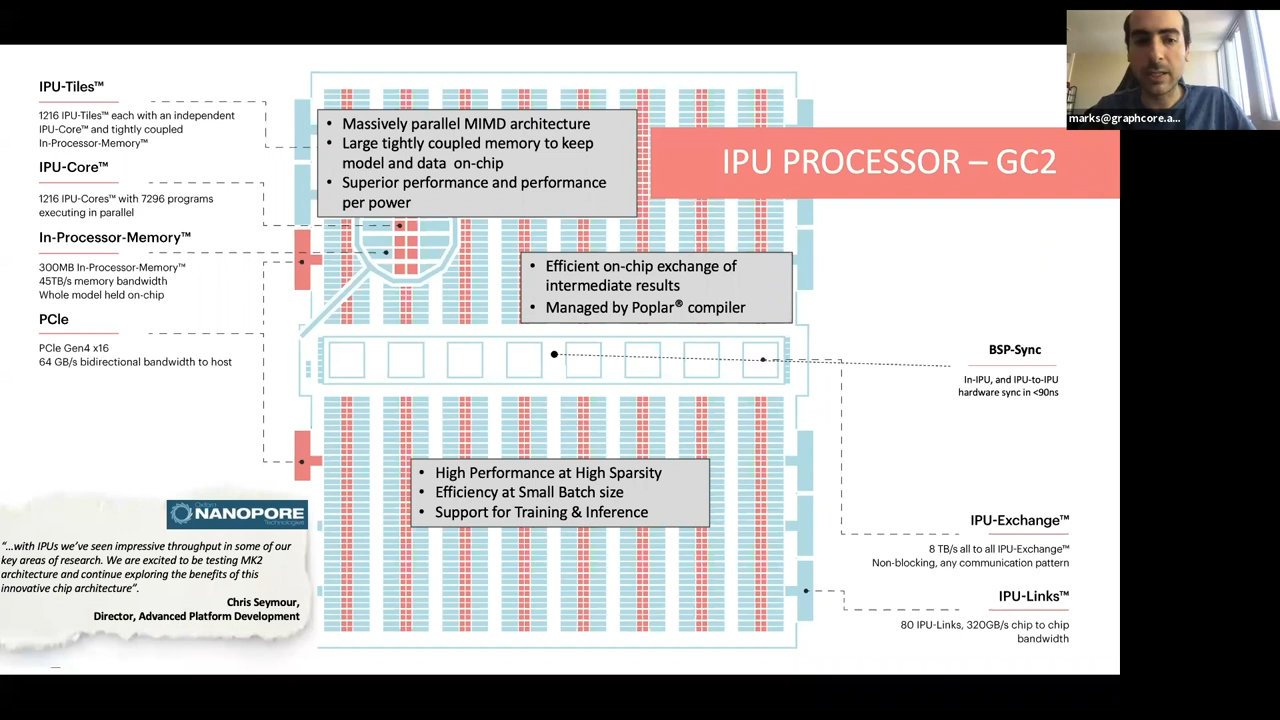 marks@graphcore.a...
IPU PROCESSOR – GC2
IPU-Tiles™
1216 IPU-Tiles™ each with an independent
IPU-Core™ and tightly coupled
In-Processor-Memory™
IPU-Core™
1216 IPU-Cores™ with 7296 programs
executing in parallel
In-Processor-Memory™
300MB In-Processor-Memory™
45TB/s memory bandwidth
Whole model held on-chip
PCIe
PCIe Gen4 x16
64 GB/s bidirectional bandwidth to host
• Massively parallel MIMD architecture
• Large tightly coupled memory to keep
model and data on-chip
• Superior performance and performance
per power
• Efficient on-chip exchange of
intermediate results
• Managed by Poplar® compiler
• High Performance at High Sparsity
• Efficiency at Small Batch size
• Support for Training & Inference
BSP-Sync
In-IPU, and IPU-to-IPU
hardware sync in <90ns
IPU-Exchange™
8 TB/s all to all IPU-Exchange™
Non-blocking, any communication pattern
IPU-Links™
80 IPU-Links, 320GB/s chip to chip
bandwidth
Oxford
NANOPORE
Technologies
“...with IPUs we’ve seen impressive throughput in some of our
key areas of research. We are excited to be testing MK2
architecture and continue exploring the benefits of this
innovative chip architecture”.
Chris Seymour,
Director, Advanced Platform Development